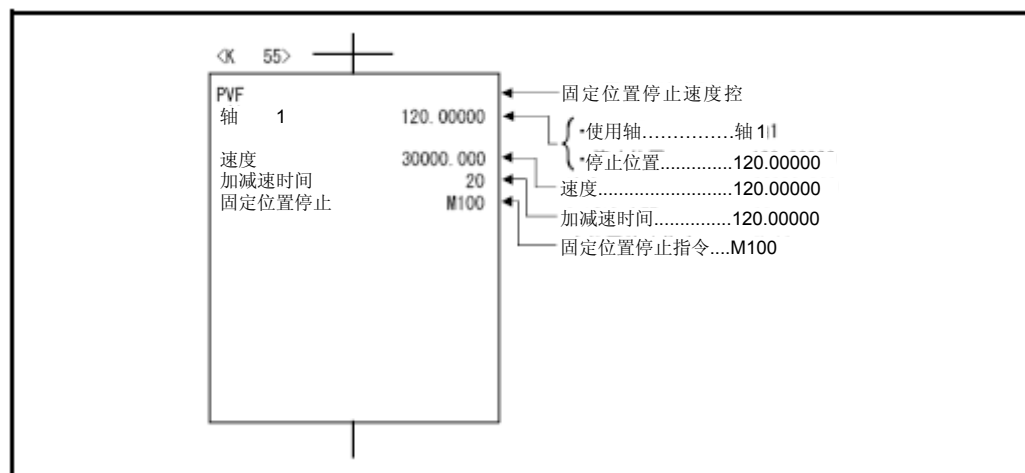 <K 55>
PVF
轴 1 120.00000
速度 30000.000
加减速时间 20
固定位置停止 M100
固定位置停止速度控
•使用轴..............轴 1
•停止位置.............120.00000
速度..........................120.00000
加减速时间...............120.00000
固定位置停止指令....M100